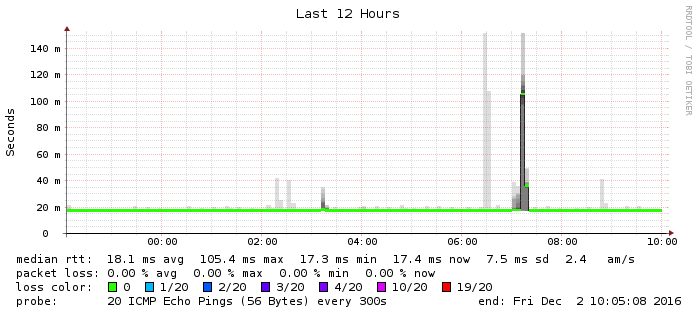 Last 12 Hours
RRDTOOL / TOBI OETIKER
Seconds
140 m
120 m
100 m
80 m
60 m
40 m
20 m
0
00:00 02:00 04:00 06:00 08:00 10:00
median rtt: 18.1 ms avg 105.4 ms max 17.3 ms min 17.4 ms now 7.5 ms sd 2.4 am/s
packet loss: 0.00 % avg 0.00 % max 0.00 % min 0.00 % now
loss color: 0 1/20 2/20 3/20 4/20 10/20 19/20
probe: 20 ICMP Echo Pings (56 Bytes) every 300s end: Fri Dec 2 10:05:08 2016